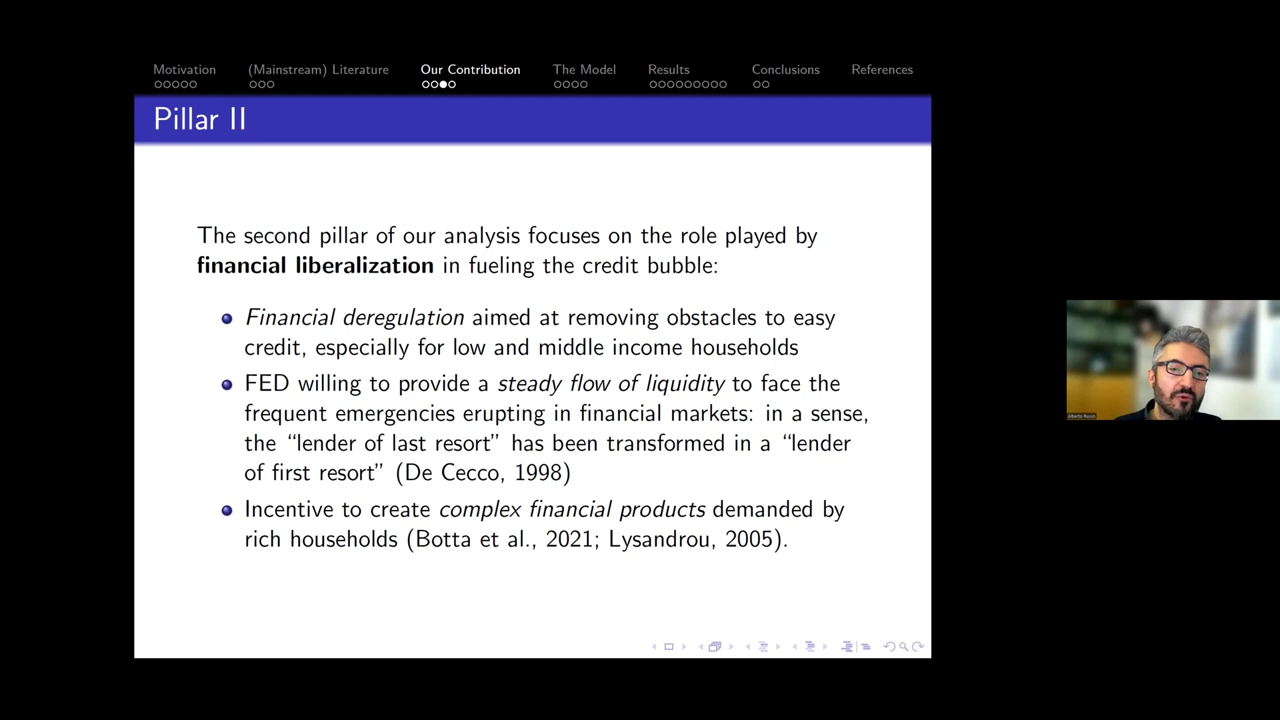 Motivation (Mainstream) Literature Our Contribution The Model Results Conclusions References
Pillar II
The second pillar of our analysis focuses on the role played by
financial liberalization in fueling the credit bubble:
Financial deregulation aimed at removing obstacles to easy
credit, especially for low and middle income households
FED willing to provide a steady flow of liquidity to face the
frequent emergencies erupting in financial markets: in a sense,
the “lender of last resort” has been transformed in a “lender
of first resort” (De Cecco, 1998)
Incentive to create complex financial products demanded by
rich households (Botta et al., 2021; Lysandrou, 2005).
Alberto Russo